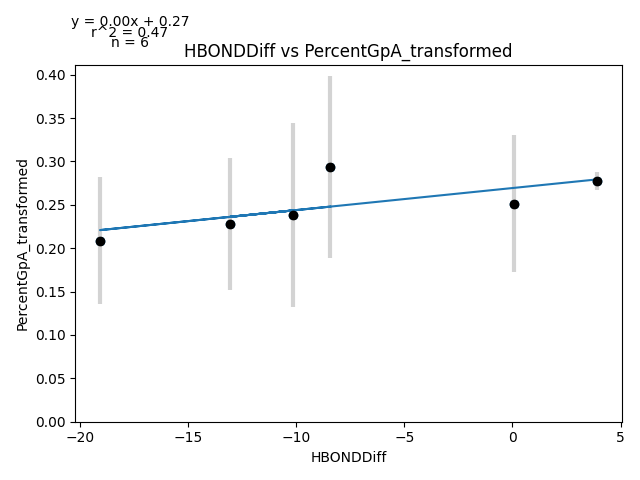 y = 0.00x + 0.27
r^2 = 0.47
n = 6
HBONDDiff vs PercentGpA_transformed
0.40
0.35
0.30
0.25
0.20
0.15
0.10
0.05
0.00
PercentGpA_transformed
−20
−15
−10
−5
0
5
HBONDDiff